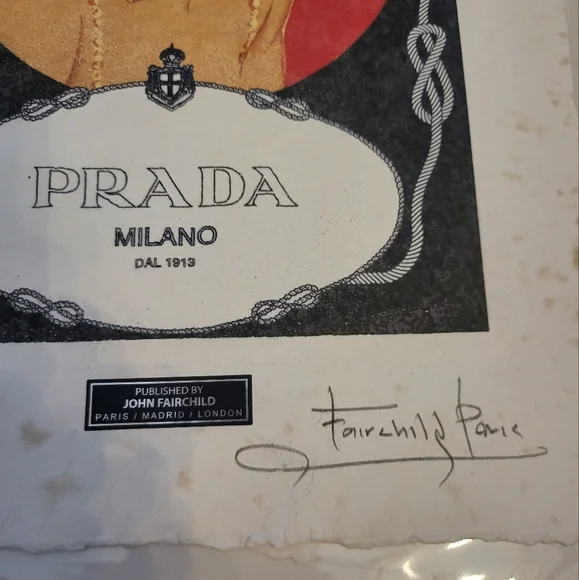 PRADA
MILANO
DAL 1913
PUBLISHED BY
JOHN FAIRCHILD
PARIS / MADRID / LONDON
Fairchild Paris